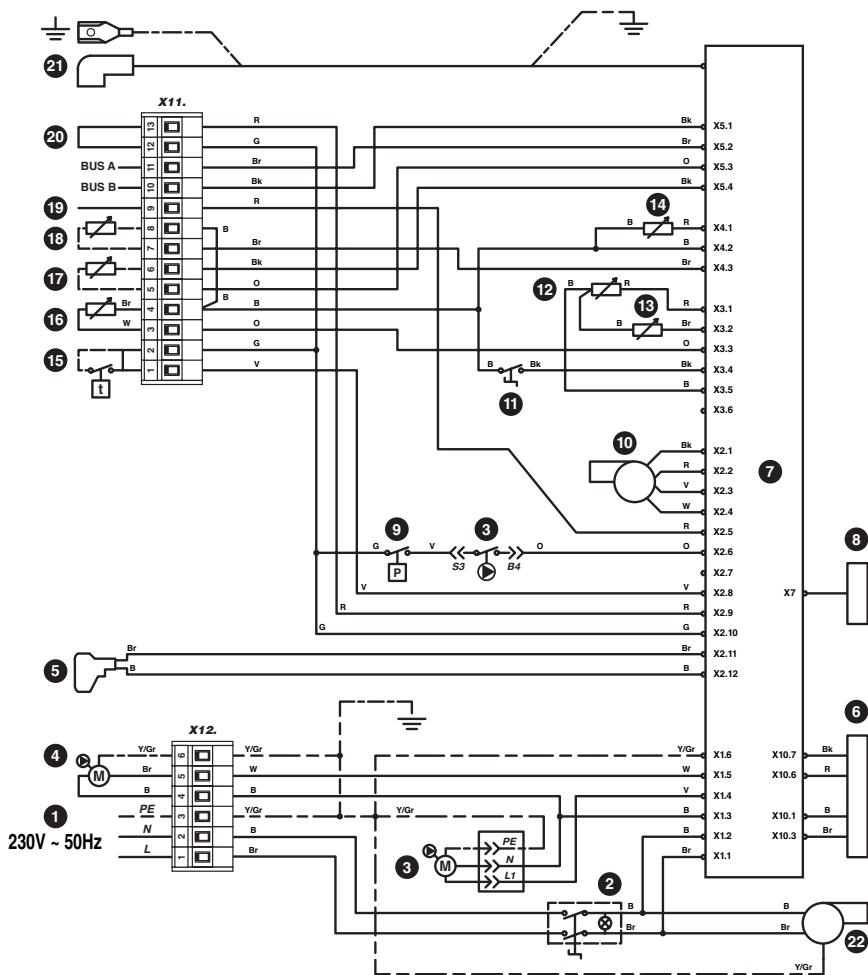 21
X11.
20
13
R
12
G
BUS A
11
Br
BUS B
10
Bk
19
9
R
18
8
B
7
Br
17
6
Bk
5
O
B
16
Br
4
B
W
3
O
15
2
G
1
V
t
Bk
X5.1
Br
X5.2
O
X5.3
Bk
X5.4
14
B
R
X4.1
B
X4.2
Br
X4.3
12
B
R
R
X3.1
13
B
Br
X3.2
O
X3.3
B
Bk
Bk
X3.4
11
B
X3.5
X3.6
10
Bk
X2.1
R
X2.2
7
V
X2.3
W
X2.4
R
X2.5
9
3
8
G
V
O
O
X2.6
P
S3
B4
X2.7
V
V
X2.8
X7
R
R
X2.9
G
G
X2.10
5
Br
Br
X2.11
B
B
X2.12
6
X12.
4
M
Y/Gr
6
Y/Gr
Y/Gr
X1.6
X10.7
Bk
Br
5
W
W
X1.5
X10.6
R
B
4
B
V
X1.4
1
PE
3
Y/Gr
Y/Gr
B
X1.3
X10.1
B
230V ~ 50Hz
N
2
B
B
X1.2
X10.3
Br
L
1
Br
Br
X1.1
3
M
PE
N
L1
2
B
B
Br
Br
22
Y/Gr